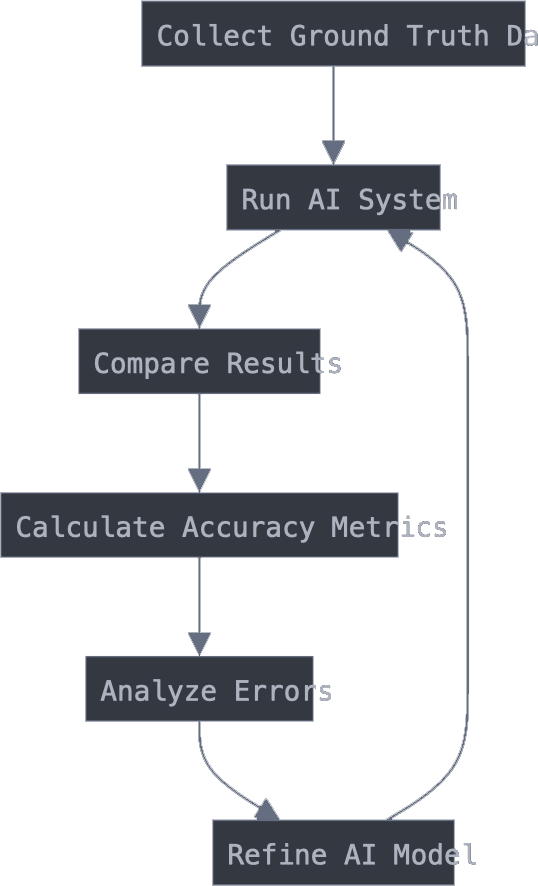 Collect Ground Truth Da
Run AI System
Compare Results
Calculate Accuracy Metrics
Analyze Errors
Refine AI Model